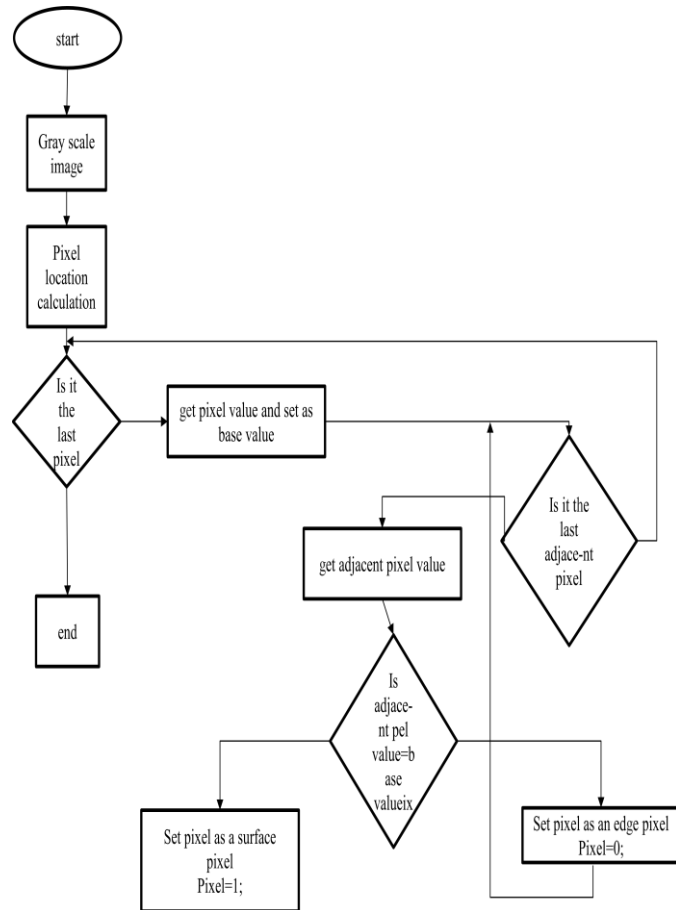 start
Gray scale
image
Pixel
location
calculation
Is it
the
last
pixel
get pixel value and set as
base value
Is it the
last
adjace-nt
pixel
get adjacent pixel value
end
Is
adjace-
nt pel
value=b
ase
valueix
Set pixel as a surface
pixel
Pixel=1;
Set pixel as an edge pixel
Pixel=0;